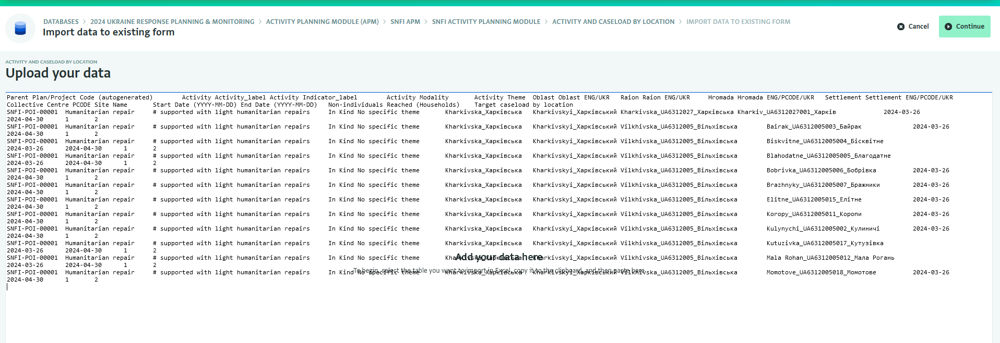 DATABASES > 2024 UKRAINE RESPONSE PLANNING & MONITORING > ACTIVITY PLANNING MODULE (APM) > SNFI APM > SNFI ACTIVITY PLANNING MODULE > ACTIVITY AND CASELOAD BY LOCATION > IMPORT DATA TO EXISTING FORM
Import data to existing form
Cancel
Continue
ACTIVITY AND CASELOAD BY LOCATION
Upload your data
Parent Plan/Project Code (autogenerated) Activity Activity_label Activity Indicator_label Activity Modality Activity Theme Oblast Oblast ENG/UKR Raion Raion ENG/UKR Hromada Hromada ENG/PCODE/UKR Settlement Settlement ENG/PCODE/UKR
Collective Centre PCODE Site Name Start Date (YYYY-MM-DD) End Date (YYYY-MM-DD) Non-individuals Reached (Households) Target caseload by location
SNFI-POI-00001 Humanitarian repair # supported with light humanitarian repairs In Kind No specific theme Kharkivska_Харківська Kharkivskyi_Харківський Kharkivska_UA6312027_Харківська Kharkiv_UA6312027001_Харків 2024-03-26
2024-04-30 1 2
SNFI-POI-00001 Humanitarian repair # supported with light humanitarian repairs In Kind No specific theme Kharkivska_Харківська Kharkivskyi_Харківський Vilkhivska_UA6312005_Вільхівська Bairak_UA6312005003_Байрак 2024-03-26
2024-04-30 1 2
SNFI-POI-00001 Humanitarian repair # supported with light humanitarian repairs In Kind No specific theme Kharkivska_Харківська Kharkivskyi_Харківський Vilkhivska_UA6312005_Вільхівська Biskvitne_UA6312005004_Бісквітне
2024-03-26 2024-04-30 1 2
SNFI-POI-00001 Humanitarian repair # supported with light humanitarian repairs In Kind No specific theme Kharkivska_Харківська Kharkivskyi_Харківський Vilkhivska_UA6312005_Вільхівська Blahodatne_UA6312005005_Благодатне
2024-03-26 2024-04-30 1 2
SNFI-POI-00001 Humanitarian repair # supported with light humanitarian repairs In Kind No specific theme Kharkivska_Харківська Kharkivskyi_Харківський Vilkhivska_UA6312005_Вільхівська Bobrivka_UA6312005006_Бобрівка 2024-03-26
2024-04-30 1 2
SNFI-POI-00001 Humanitarian repair # supported with light humanitarian repairs In Kind No specific theme Kharkivska_Харківська Kharkivskyi_Харківський Vilkhivska_UA6312005_Вільхівська Brazhnyky_UA6312005007_Бражники 2024-03-26
2024-04-30 1 2
SNFI-POI-00001 Humanitarian repair # supported with light humanitarian repairs In Kind No specific theme Kharkivska_Харківська Kharkivskyi_Харківський Vilkhivska_UA6312005_Вільхівська Elitne_UA6312005015_Елітне 2024-03-26
2024-04-30 1 2
SNFI-POI-00001 Humanitarian repair # supported with light humanitarian repairs In Kind No specific theme Kharkivska_Харківська Kharkivskyi_Харківський Vilkhivska_UA6312005_Вільхівська Koropy_UA6312005011_Коропи 2024-03-26
2024-04-30 1 2
SNFI-POI-00001 Humanitarian repair # supported with light humanitarian repairs In Kind No specific theme Kharkivska_Харківська Kharkivskyi_Харківський Vilkhivska_UA6312005_Вільхівська Kulynychi_UA6312005002_Кулиничі 2024-03-26
2024-04-30 1 2
SNFI-POI-00001 Humanitarian repair # supported with light humanitarian repairs In Kind No specific theme Kharkivska_Харківська Kharkivskyi_Харківський Vilkhivska_UA6312005_Вільхівська Kutuzivka_UA6312005017_Кутузівка
2024-03-26 2024-04-30 1 2
SNFI-POI-00001 Humanitarian repair # supported with light humanitarian repairs In Kind No specific theme Kharkivska_Харківська Kharkivskyi_Харківський Vilkhivska_UA6312005_Вільхівська Mala Rohan_UA6312005012_Мала Рогань
Add your data here
2024-03-26 2024-04-30 1 2
To begin, select the table you want to import in Excel, copy it to the clipboard, and then paste here.
SNFI-POI-00001 Humanitarian repair # supported with light humanitarian repairs In Kind No specific theme Kharkivska_Харківська Kharkivskyi_Харківський Vilkhivska_UA6312005_Вільхівська Momotove_UA6312005018_Момотове 2024-03-26
2024-04-30 1 2